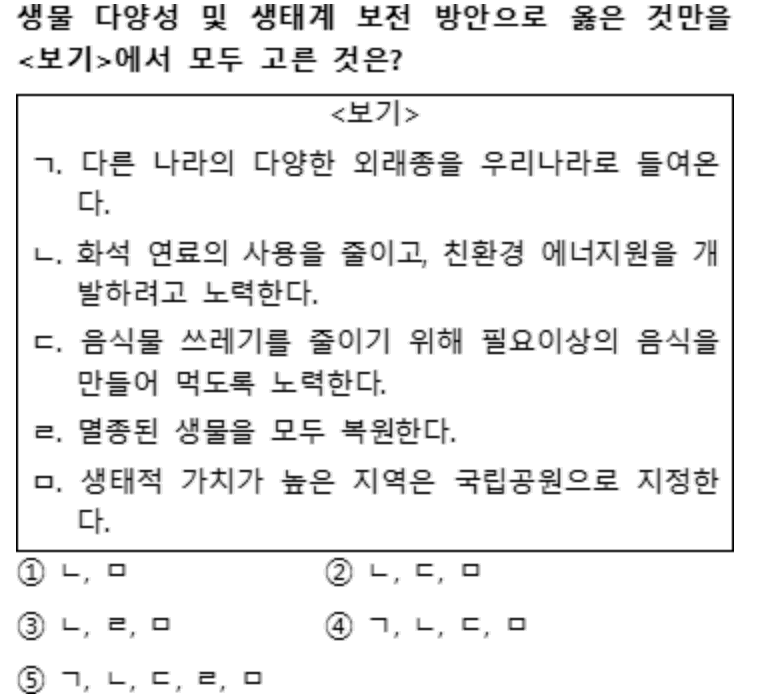 생물 다양성 및 생태계 보전 방안으로 옳은 것만을
<보기>에서 모두 고른 것은?
<보기>
ㄱ. 다른 나라의 다양한 외래종을 우리나라로 들여온
다.
ㄴ. 화석 연료의 사용을 줄이고, 친환경 에너지원을 개
발하려고 노력한다.
ㄷ. 음식물 쓰레기를 줄이기 위해 필요이상의 음식을
만들어 먹도록 노력한다.
ㄹ. 멸종된 생물을 모두 복원한다.
ㅁ. 생태적 가치가 높은 지역은 국립공원으로 지정한
다.
① ㄴ, ㅁ ② ㄴ, ㄷ, ㅁ
③ ㄴ, ㄹ, ㅁ ④ ㄱ, ㄴ, ㄷ, ㅁ
⑤ ㄱ, ㄴ, ㄷ, ㄹ, ㅁ